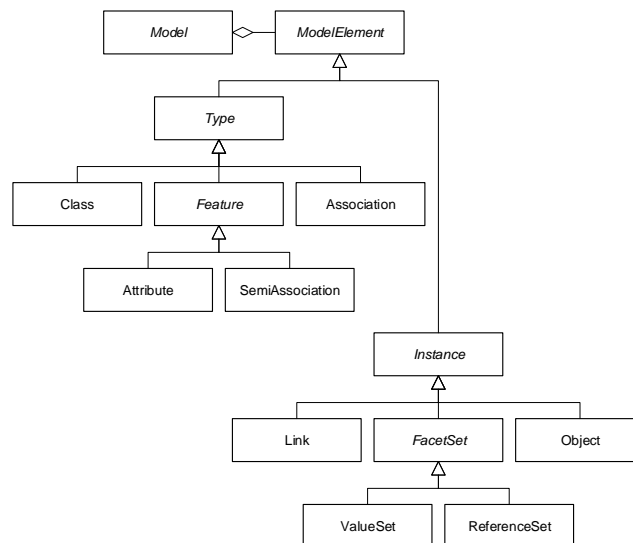 Model
ModelElement
Type
Class
Feature
Association
Attribute
SemiAssociation
Instance
Link
FacetSet
Object
ValueSet
ReferenceSet